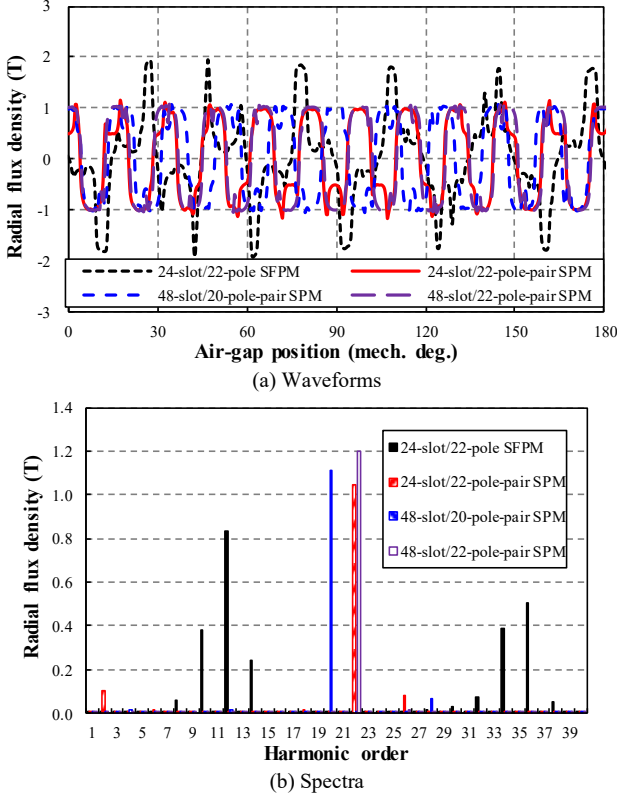 3
2
1
0
-1
-2
-3
Radial flux density (T)
24-slot/22-pole SFPM
24-slot/22-pole-pair SPM
48-slot/20-pole-pair SPM
48-slot/22-pole-pair SPM
0 30 60 90 120 150 180
Air-gap position (mech. deg.)
(a) Waveforms
1.4
1.2
1.0
0.8
0.6
0.4
0.2
0.0
Radial flux density (T)
24-slot/22-pole SFPM
24-slot/22-pole-pair SPM
48-slot/20-pole-pair SPM
48-slot/22-pole-pair SPM
1 3 5 7 9 11 13 15 17 19 21 23 25 27 29 31 33 35 37 39
Harmonic order
(b) Spectra